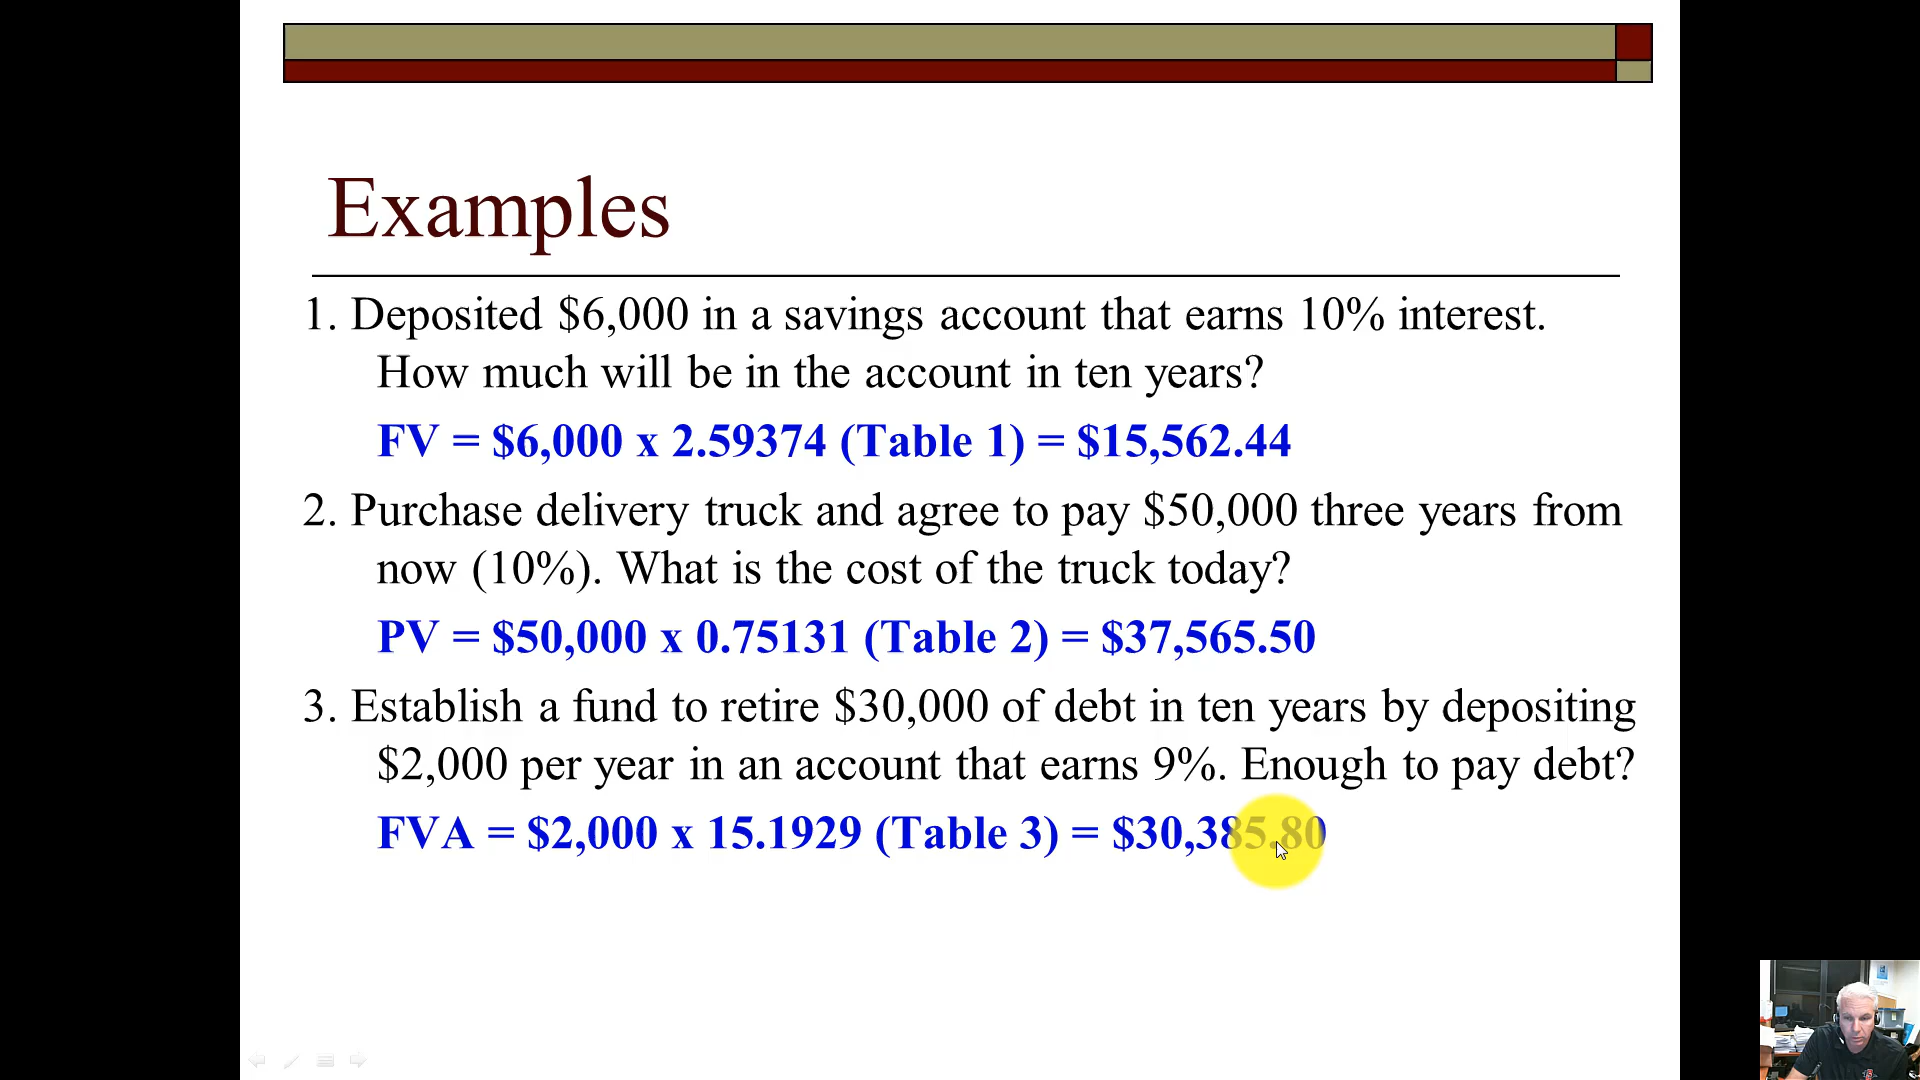 Examples
1. Deposited $6,000 in a savings account that earns 10% interest.
How much will be in the account in ten years?
FV = $6,000 x 2.59374 (Table 1) = $15,562.44
2. Purchase delivery truck and agree to pay $50,000 three years from
now (10%). What is the cost of the truck today?
PV = $50,000 x 0.75131 (Table 2) = $37,565.50
3. Establish a fund to retire $30,000 of debt in ten years by depositing
$2,000 per year in an account that earns 9%. Enough to pay debt?
FVA = $2,000 x 15.1929 (Table 3) = $30,385.80